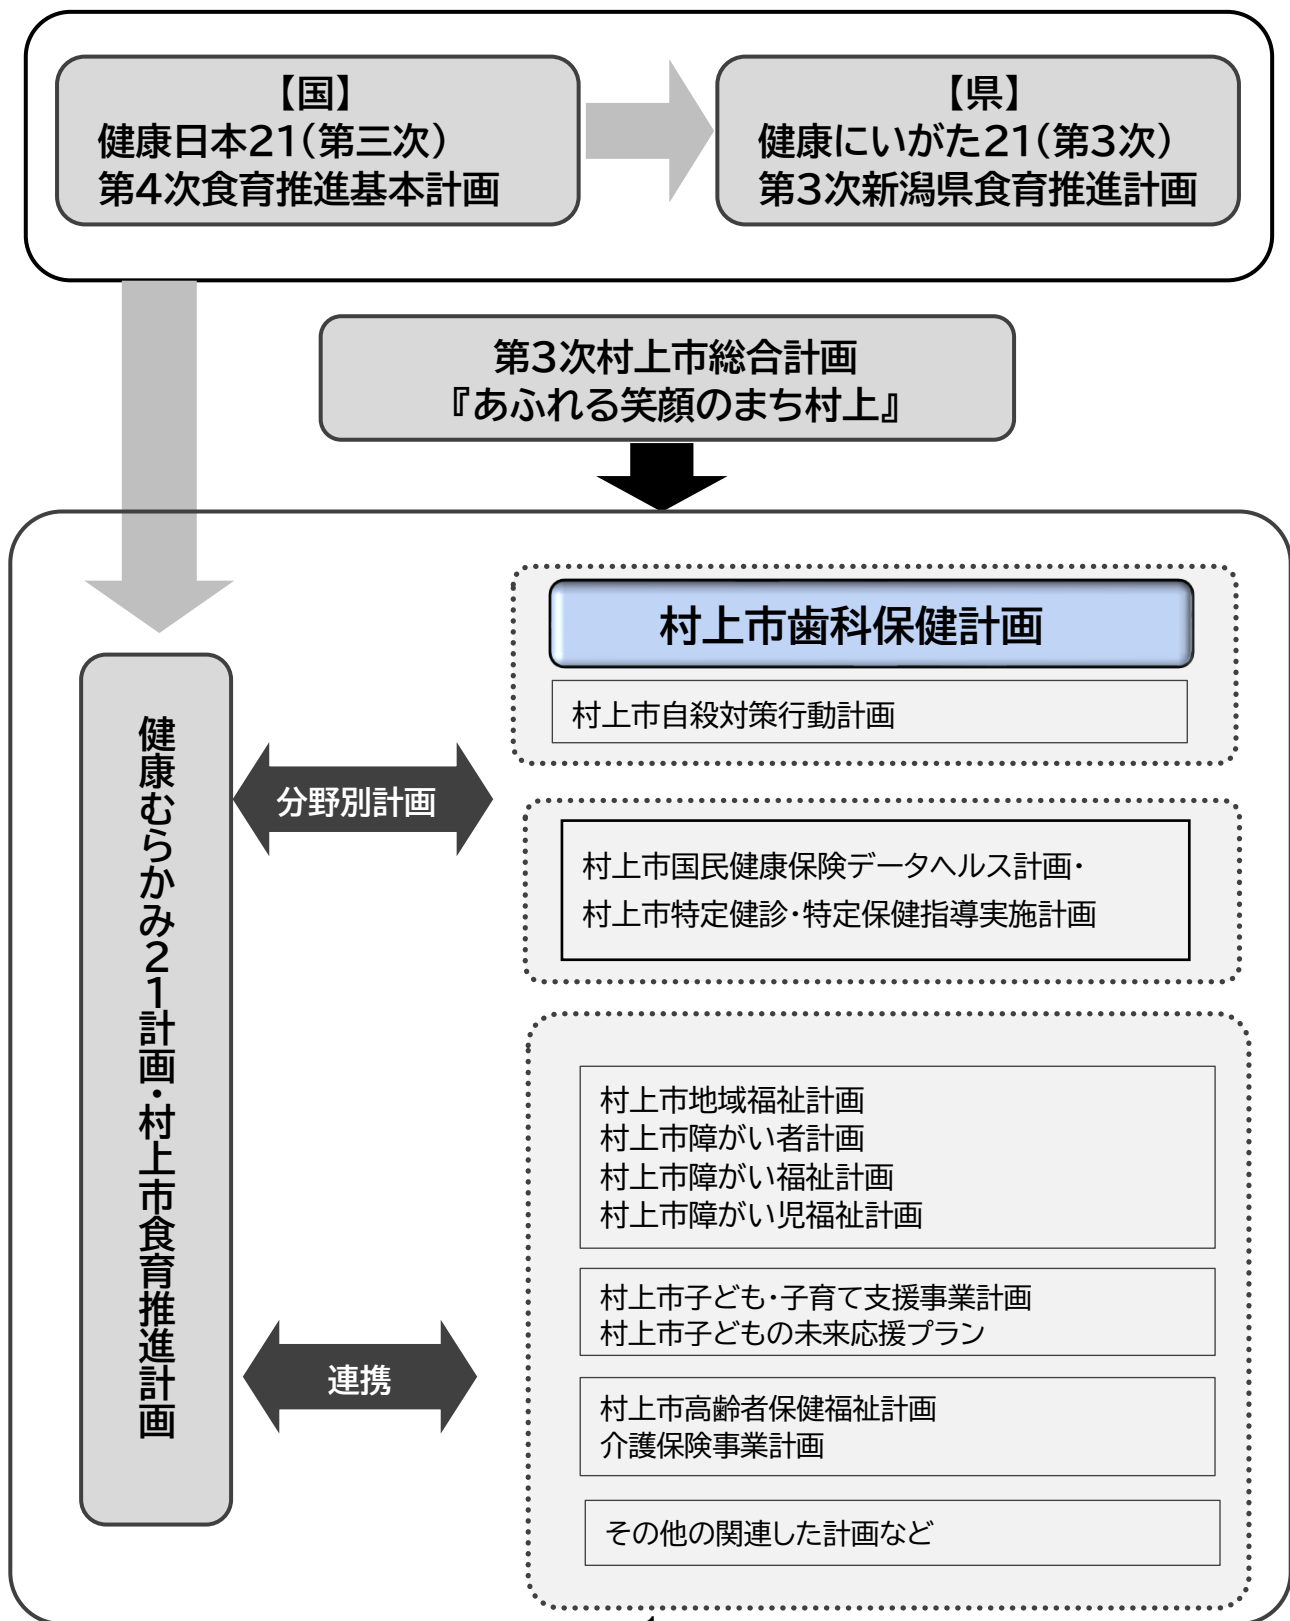 【国】
健康日本21(第三次)
第4次食育推進基本計画
【県】
健康にいがた21(第3次)
第3次新潟県食育推進計画
第3次村上市総合計画
『あふれる笑顔のまち村上』
村上市歯科保健計画
村上市自殺対策行動計画
健康むらかみ21計画・村上市食育推進計画
分野別計画
村上市国民健康保険データヘルス計画・
村上市特定健診・特定保健指導実施計画
村上市地域福祉計画
村上市障がい者計画
村上市障がい福祉計画
村上市障がい児福祉計画
村上市子ども・子育て支援事業計画
村上市子どもの未来応援プラン
連携
村上市高齢者保健福祉計画
介護保険事業計画
その他の関連した計画など